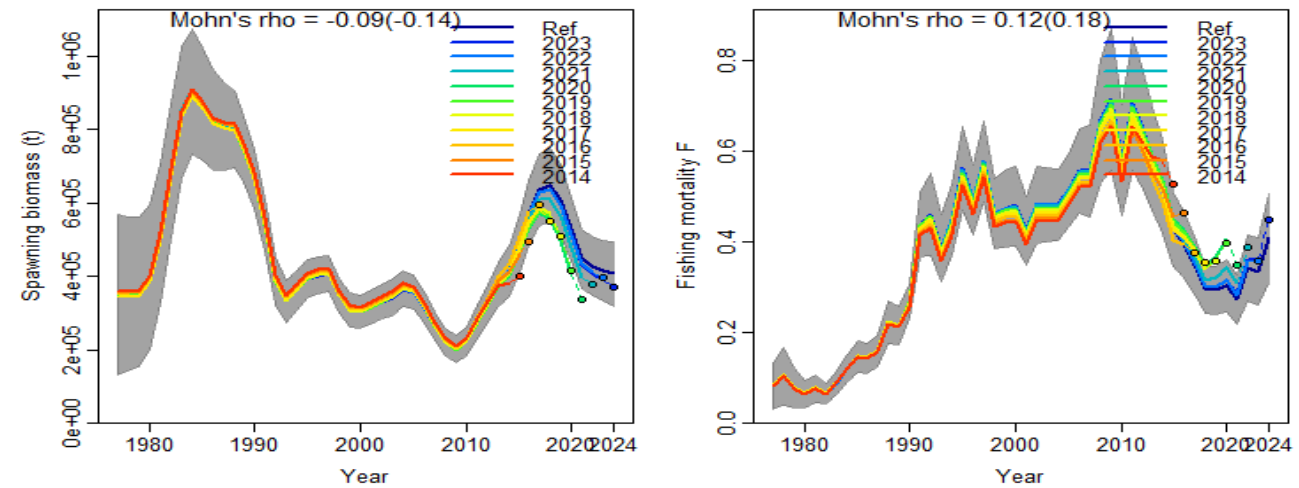 Mohn's rho = -0.09(-0.14)
Ref
2023
2022
2021
2020
2019
2018
2017
2016
2015
2014
Spawning biomass (t)
1e+06
8e+05
6e+05
4e+05
2e+05
0e+00
1980 1990 2000 2010 2020 2024
Year
Mohn's rho = 0.12(0.18)
Ref
2023
2022
2021
2020
2019
2018
2017
2016
2015
2014
Fishing mortality F
0.8
0.6
0.4
0.2
0.0
1980 1990 2000 2010 2020 2024
Year